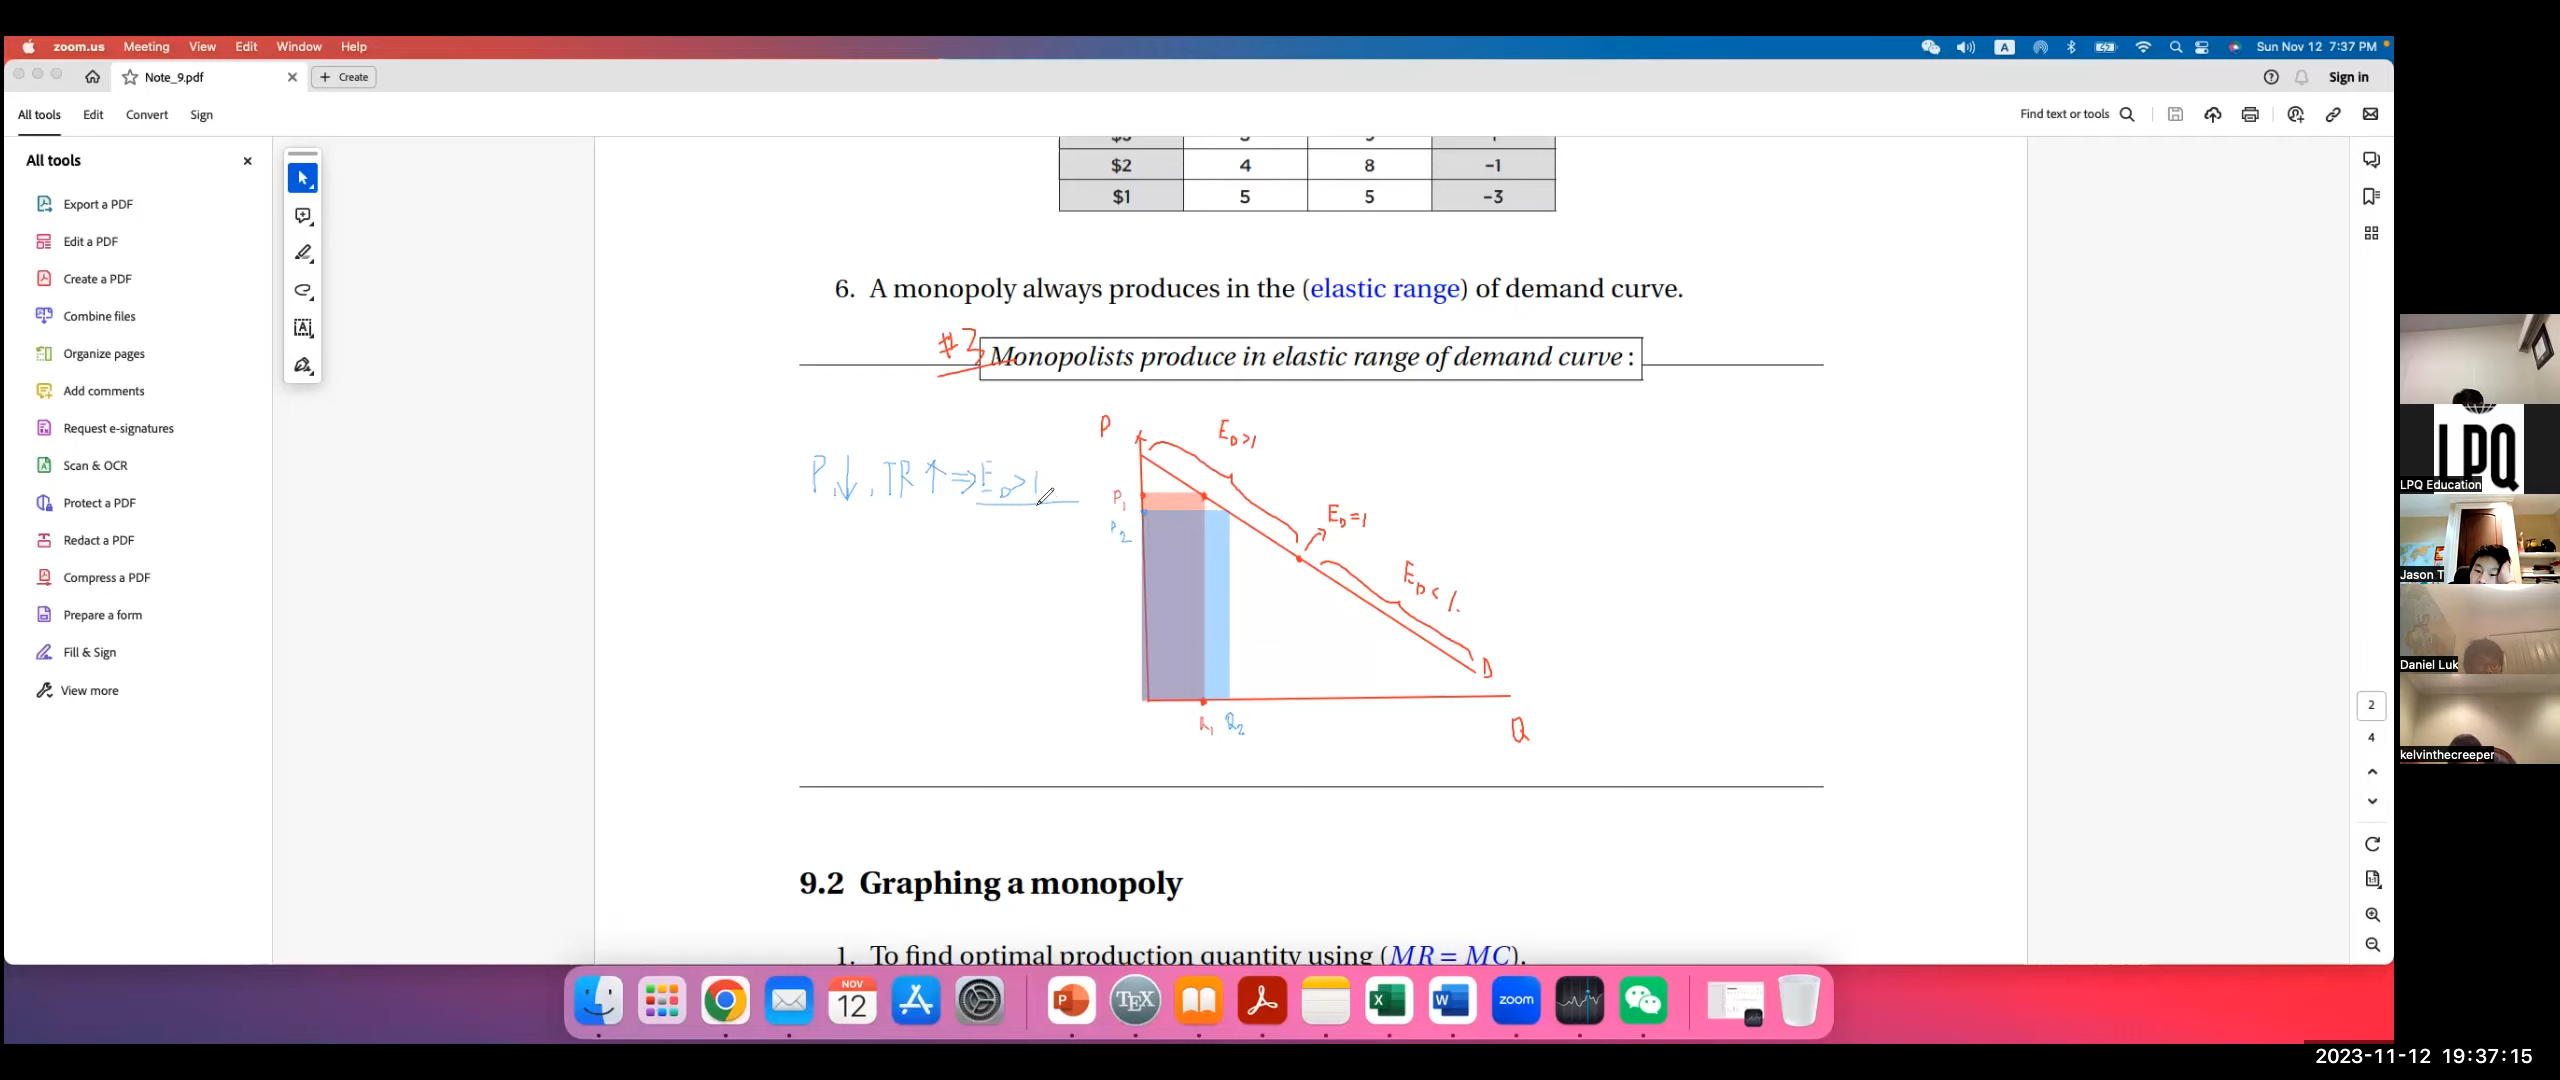 zoom.us Meeting View Edit Window Help
A Sun Nov 12 7:37 PM
Note_9.pdf + Create
Sign in
All tools Edit Convert Sign
Find text or tools
All tools
Export a PDF
Edit a PDF
Create a PDF
Combine files
Organize pages
Add comments
Request e-signatures
Scan & OCR
Protect a PDF
Redact a PDF
Compress a PDF
Prepare a form
Fill & Sign
View more
$2 4 8 −1
$1 5 5 −3
6. A monopoly always produces in the (elastic range) of demand curve.
#3 Monopolists produce in elastic range of demand curve :
P
E_D>1
P↓, TR↑ ⇒ E_D>1
P1
P2
E_D=1
E_D<1.
D
Q2
Q
9.2 Graphing a monopoly
1. To find optimal production quantity using (MR = MC).
2
4
LPQ
LPQ Education
Jason T
Daniel Luk
kelvinthecreeper
NOV
12
P
TEX
X
W
zoom
2023-11-12 19:37:15